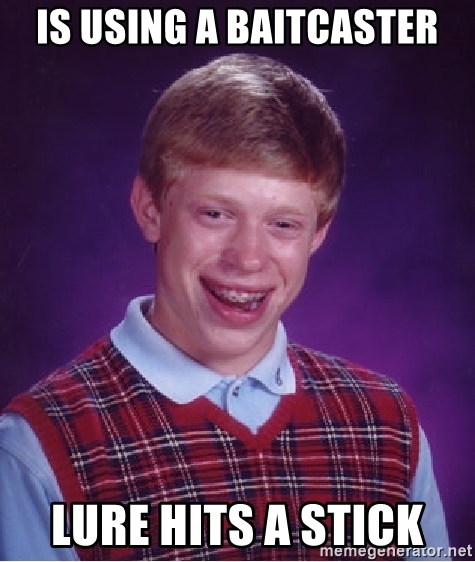 IS USING A BAITCASTER
LURE HITS A STICK
memegenerator.net